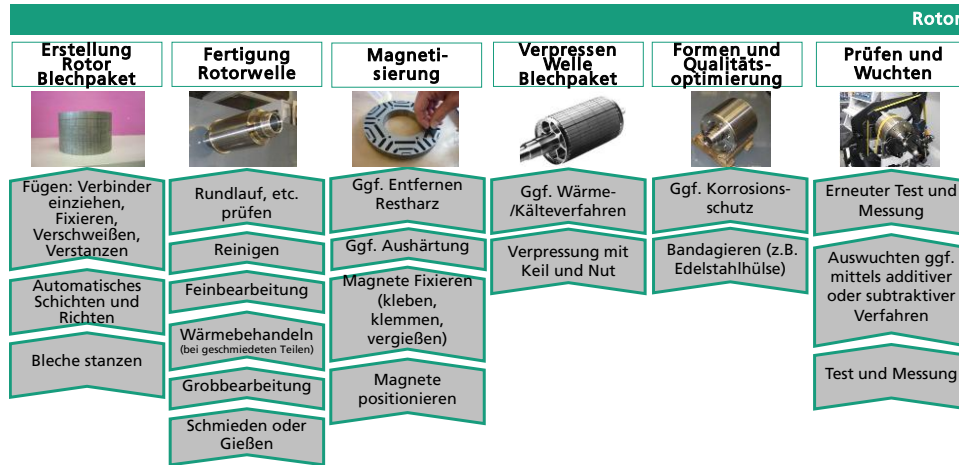 Rotor
Erstellung
Rotor
Blechpaket
Fügen: Verbinder
einziehen,
Fixieren,
Verschweißen,
Verstanzen
Automatisches
Schichten und
Richten
Bleche stanzen
Fertigung
Rotorwelle
Rundlauf, etc.
prüfen
Reinigen
Feinbearbeitung
Wärmebehandeln
(bei geschmiedeten Teilen)
Grobbearbeitung
Schmieden oder
Gießen
Magneti-
sierung
Ggf. Entfernen
Restharz
Ggf. Aushärtung
Magnete Fixieren
(kleben,
klemmen,
vergießen)
Magnete
positionieren
Verpressen
Welle
Blechpaket
Ggf. Wärme-
/Kälteverfahren
Verpressung mit
Keil und Nut
Formen und
Qualitäts-
optimierung
Ggf. Korrosions-
schutz
Bandagieren (z.B.
Edelstahlhülse)
Prüfen und
Wuchten
Erneuter Test und
Messung
Auswuchten ggf.
mittels additiver
oder subtraktiver
Verfahren
Test und Messung